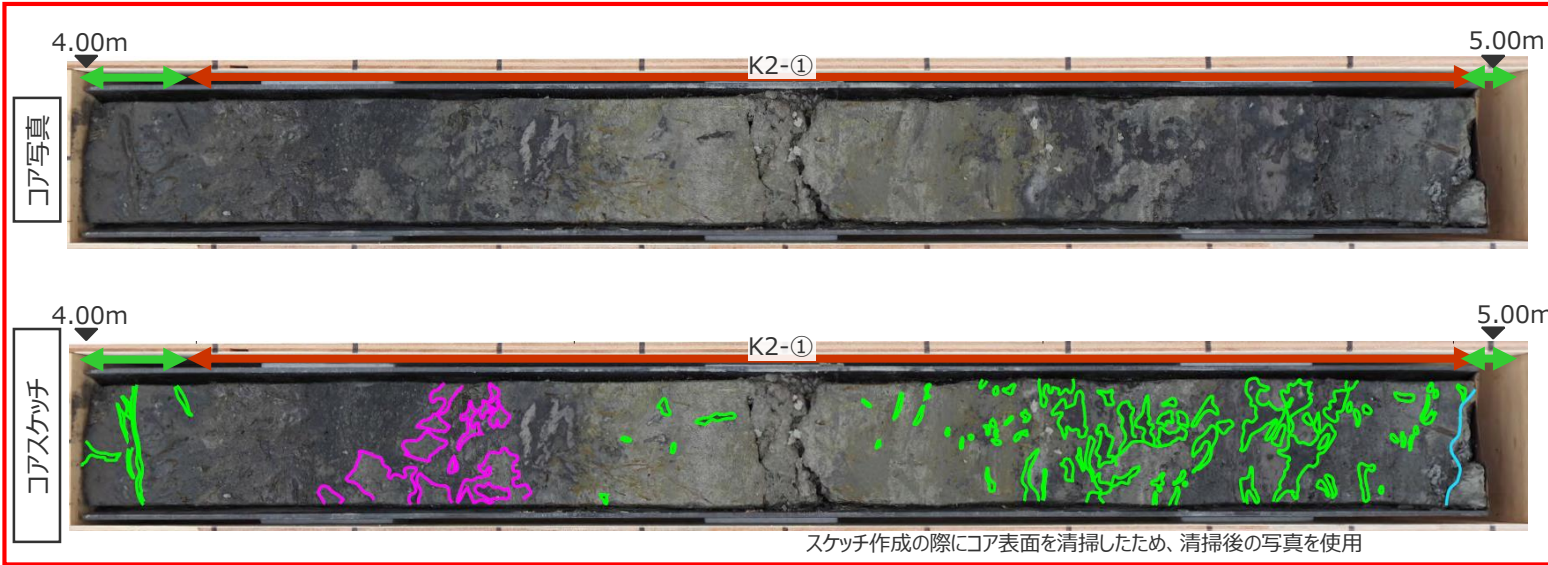 4.00m
5.00m
K2-①
コア写真
4.00m
5.00m
K2-①
コアスケッチ
スケッチ作成の際にコア表面を清掃したため、清掃後の写真を使用